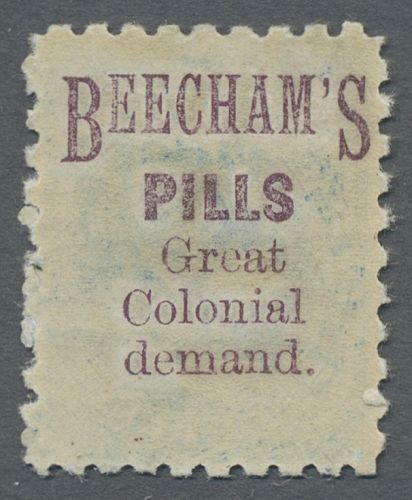 BEECHAM'S
PILLS
Great
Colonial
demand.